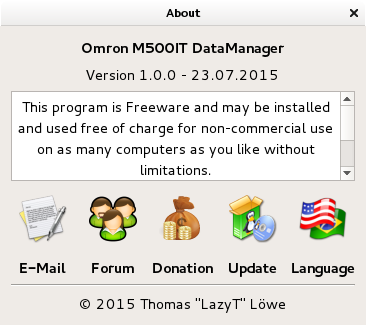 About
Omron M500IT DataManager
Version 1.0.0 - 23.07.2015
This program is Freeware and may be installed
and used free of charge for non-commercial use
on as many computers as you like without
limitations.
E-Mail Forum Donation Update Language
© 2015 Thomas "LazyT" Löwe